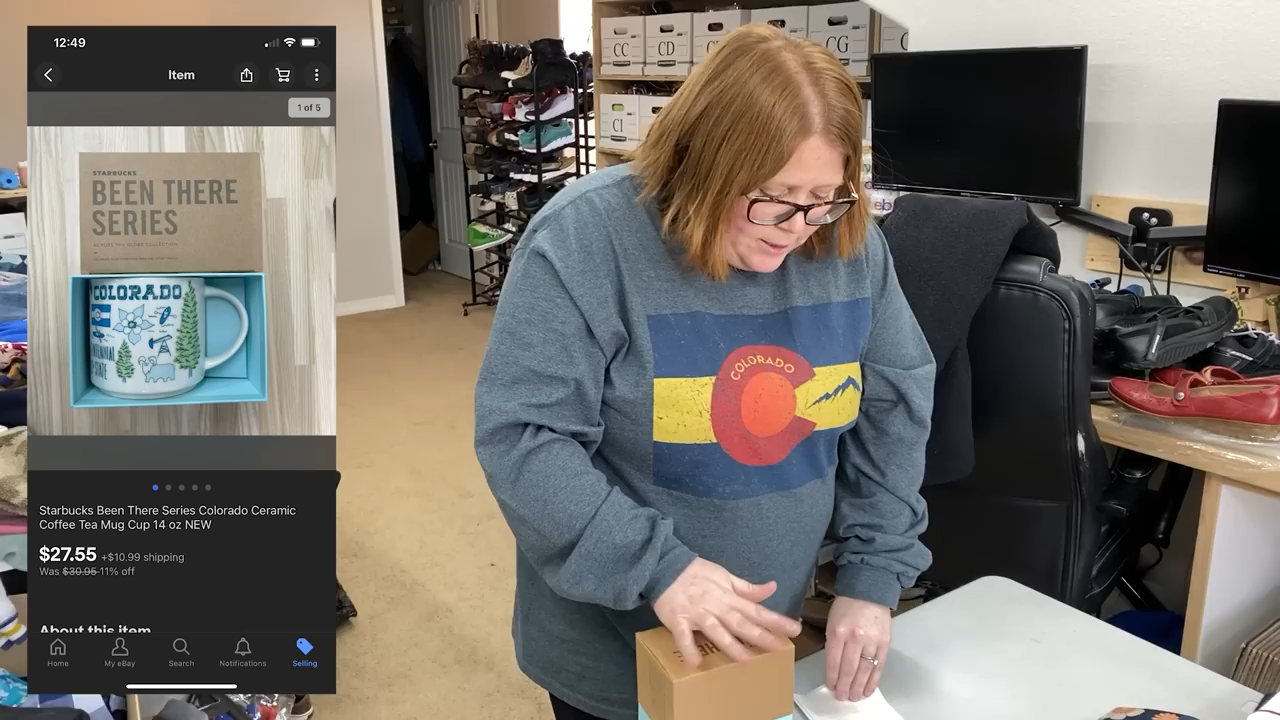 12:49
Item
1 of 5
STARBUCKS
BEEN THERE
SERIES
COLORADO
CENTENNIAL
STATE
Starbucks Been There Series Colorado Ceramic
Coffee Tea Mug Cup 14 oz NEW
$27.55 +$10.99 shipping
Was $30.95 11% off
About this item
Home
My eBay
Search
Notifications
Selling
CC
CD
CG
CI
COLORADO